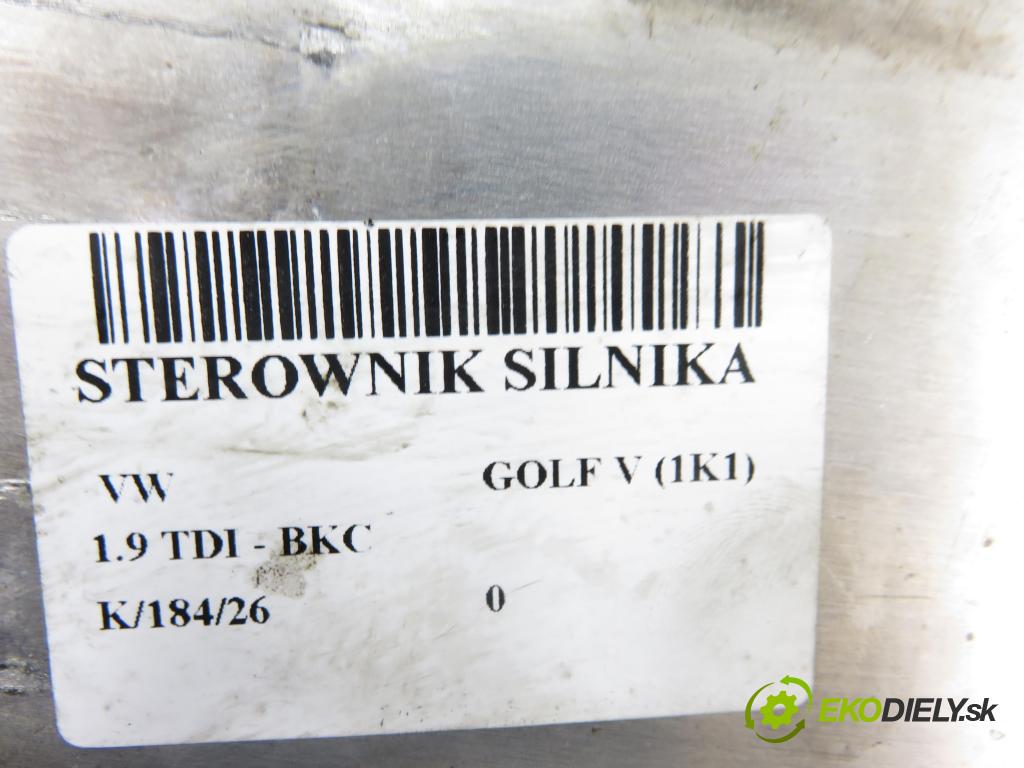 STEROWNIK SILNIKA
VW GOLF V (1K1)
1.9 TDI - BKC
K/184/26 0
EKODIELY.sk